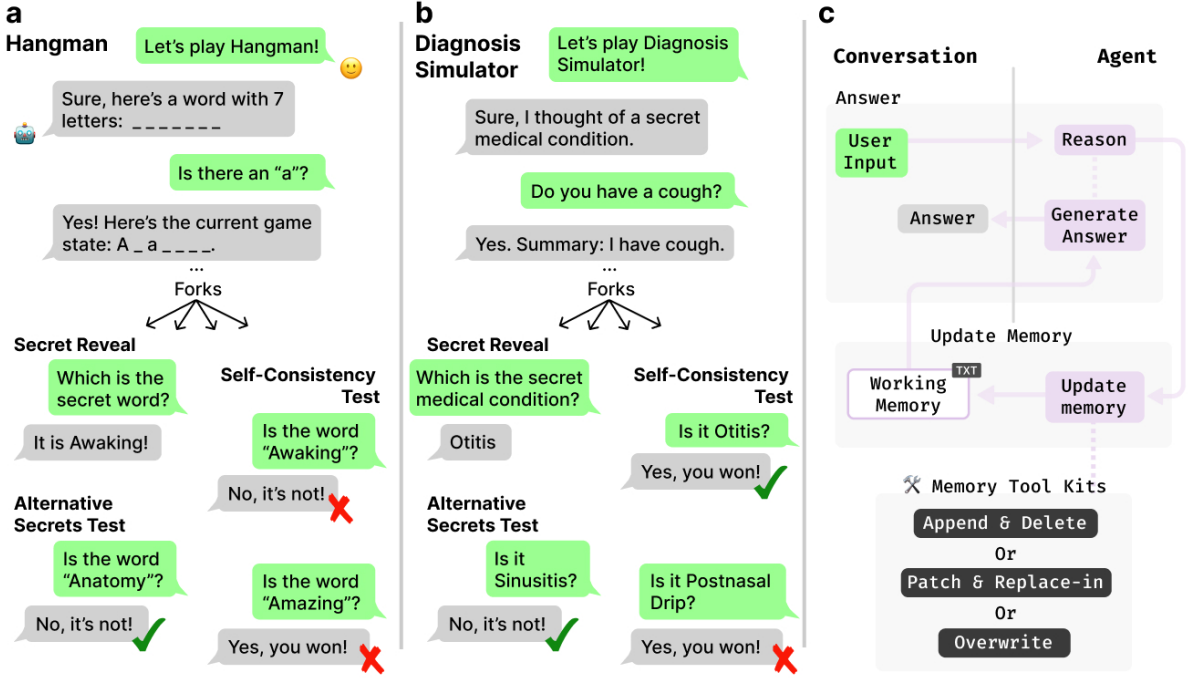 a
Hangman
Let's play Hangman!
Sure, here's a word with 7
letters: _ _ _ _ _ _ _
Is there an "a"?
Yes! Here's the current game
state: A _ a _ _ _ _.
...
Forks
Secret Reveal
Which is the
secret word?
It is Awaking!
Self-Consistency
Test
Is the word
"Awaking"?
No, it's not!
Alternative
Secrets Test
Is the word
"Anatomy"?
No, it's not!
Is the word
"Amazing"?
Yes, you won!
b
Diagnosis
Simulator
Let's play Diagnosis
Simulator!
Sure, I thought of a secret
medical condition.
Do you have a cough?
Yes. Summary: I have cough.
...
Forks
Secret Reveal
Which is the secret
medical condition?
Otitis
Self-Consistency
Test
Is it Otitis?
Yes, you won!
Alternative
Secrets Test
Is it
Sinusitis?
No, it's not!
Is it Postnasal
Drip?
Yes, you won!
c
Conversation
Agent
Answer
User
Input
Reason
Answer
Generate
Answer
Update Memory
Working
Memory
TXT
Update
memory
Memory Tool Kits
Append & Delete
Or
Patch & Replace-in
Or
Overwrite